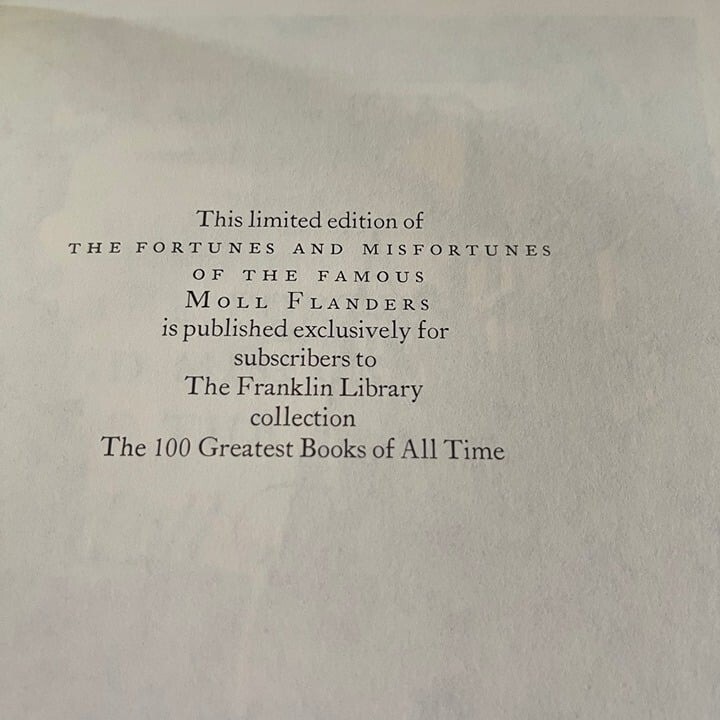 This limited edition of
THE FORTUNES AND MISFORTUNES
OF THE FAMOUS
MOLL FLANDERS
is published exclusively for
subscribers to
The Franklin Library
collection
The 100 Greatest Books of All Time